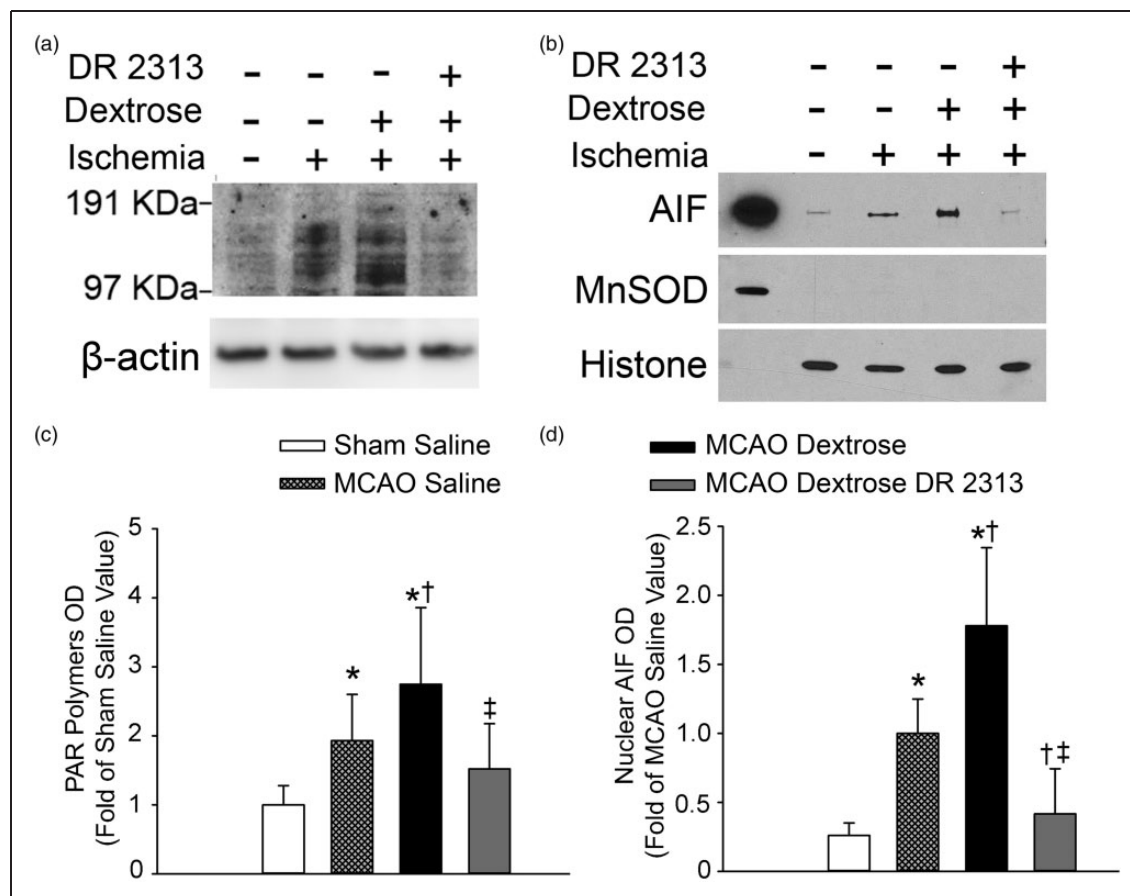 (a)
DR 2313 - - - +
Dextrose - - + +
Ischemia - + + +
191 KDa-
97 KDa-
β-actin
(b)
DR 2313 - - - +
Dextrose - - + +
Ischemia - + + +
AIF
MnSOD
Histone
(c)
Sham Saline
MCAO Saline
PAR Polymers OD
(Fold of Sham Saline Value)
5
4
3
2
1
0
*
*†
‡
(d)
MCAO Dextrose
MCAO Dextrose DR 2313
Nuclear AIF OD
(Fold of MCAO Saline Value)
2.5
2.0
1.5
1.0
0.5
0
*
*†
†‡